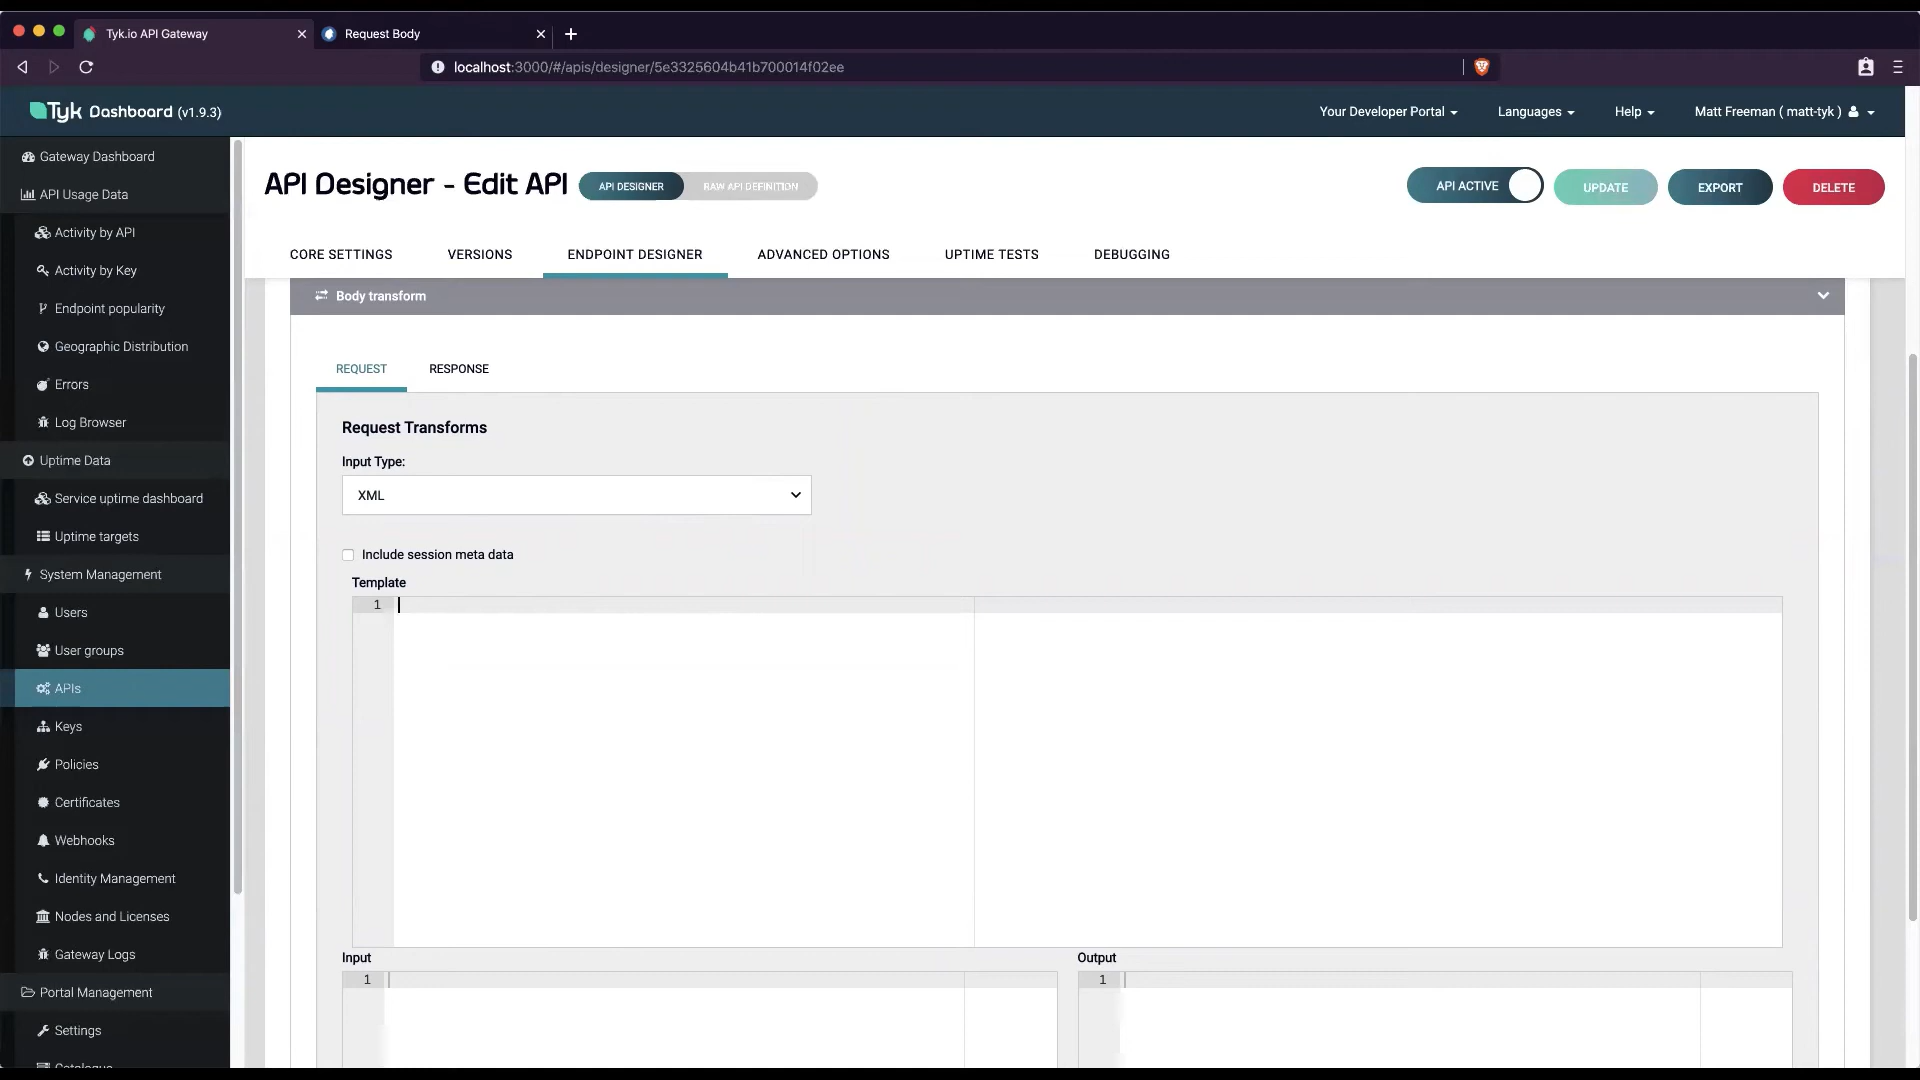 Tyk.io API Gateway
Request Body
localhost:3000/#/apis/designer/5e3325604b41b700014f02ee
Tyk Dashboard (v1.9.3)
Your Developer Portal
Languages
Help
Matt Freeman ( matt-tyk )
Gateway Dashboard
API Usage Data
Activity by API
Activity by Key
Endpoint popularity
Geographic Distribution
Errors
Log Browser
Uptime Data
Service uptime dashboard
Uptime targets
System Management
Users
User groups
APIs
Keys
Policies
Certificates
Webhooks
Identity Management
Nodes and Licenses
Gateway Logs
Portal Management
Settings
Catalogue
API Designer - Edit API
API DESIGNER
RAW API DEFINITION
API ACTIVE
UPDATE
EXPORT
DELETE
CORE SETTINGS
VERSIONS
ENDPOINT DESIGNER
ADVANCED OPTIONS
UPTIME TESTS
DEBUGGING
Body transform
REQUEST
RESPONSE
Request Transforms
Input Type:
XML
Include session meta data
Template
1
Input
1
Output
1